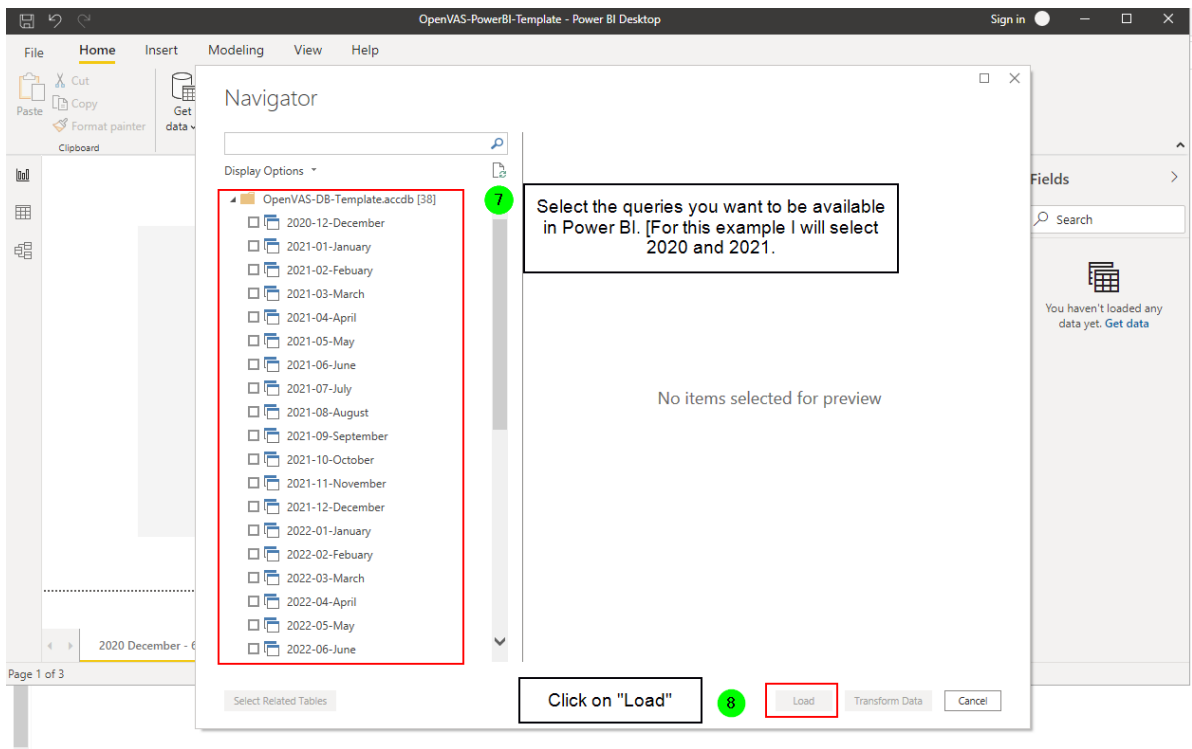 OpenVAS-PowerBI-Template - Power BI Desktop
Sign in
File Home Insert Modeling View Help
Cut
Copy
Format painter
Paste
Clipboard
Get
data
Navigator
Display Options
OpenVAS-DB-Template.accdb [38]
2020-12-December
2021-01-January
2021-02-Febuary
2021-03-March
2021-04-April
2021-05-May
2021-06-June
2021-07-July
2021-08-August
2021-09-September
2021-10-October
2021-11-November
2021-12-December
2022-01-January
2022-02-Febuary
2022-03-March
2022-04-April
2022-05-May
2022-06-June
7
Select the queries you want to be available
in Power BI. [For this example I will select
2020 and 2021.
No items selected for preview
Fields
Search
You haven't loaded any
data yet. Get data
2020 December - 6
Page 1 of 3
Select Related Tables
Click on "Load"
8
Load
Transform Data
Cancel